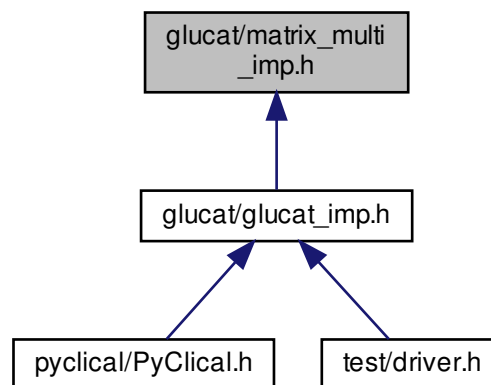 glucat/matrix_multi
_imp.h
glucat/glucat_imp.h
pyclical/PyClical.h
test/driver.h